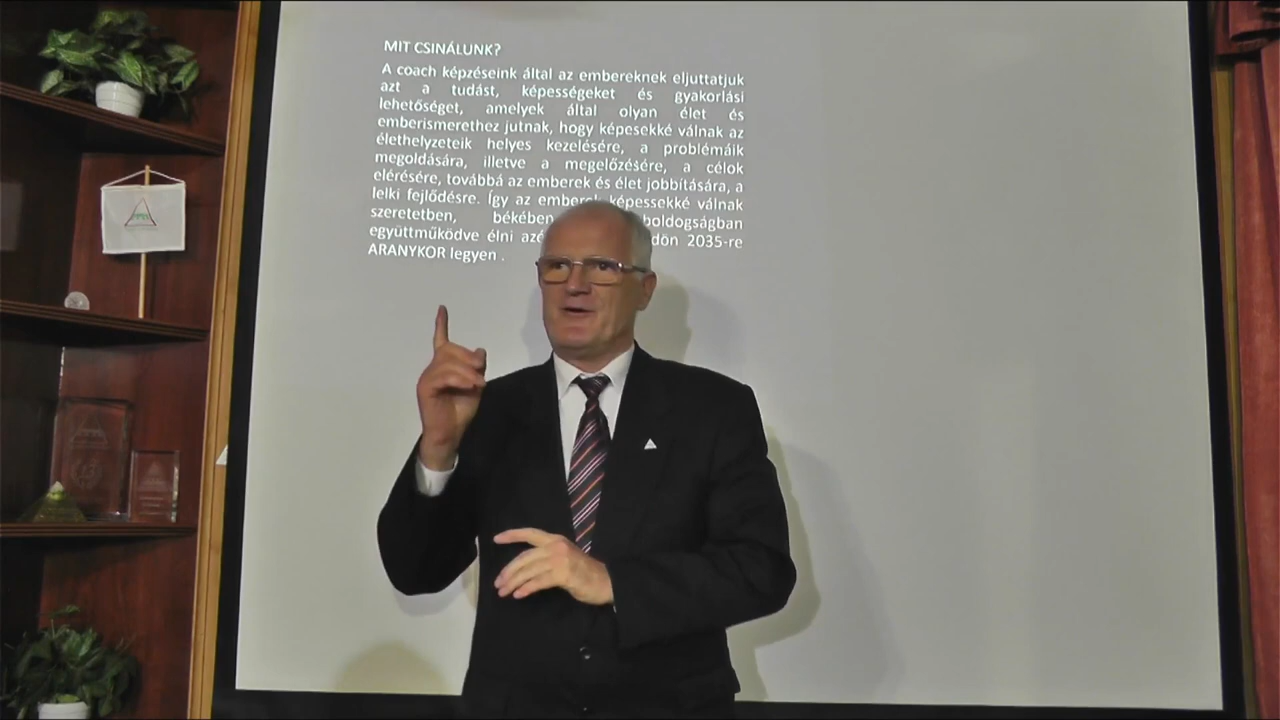 MIT CSINÁLUNK?
A coach képzéseink által az embereknek eljuttatjuk
azt a tudást, képességeket és gyakorlási
lehetőséget, amelyek által olyan élet és
emberismerethez jutnak, hogy képesekké válnak az
élethelyzeteik helyes kezelésére, a problémáik
megoldására, illetve a megelőzésére, a célok
elérésére, továbbá az emberek és élet jobbítására, a
lelki fejlődésre. Így az emberek képessekké válnak
szeretetben, békében boldogságban
együttműködve élni 2035-re
ARANYKOR legyen .